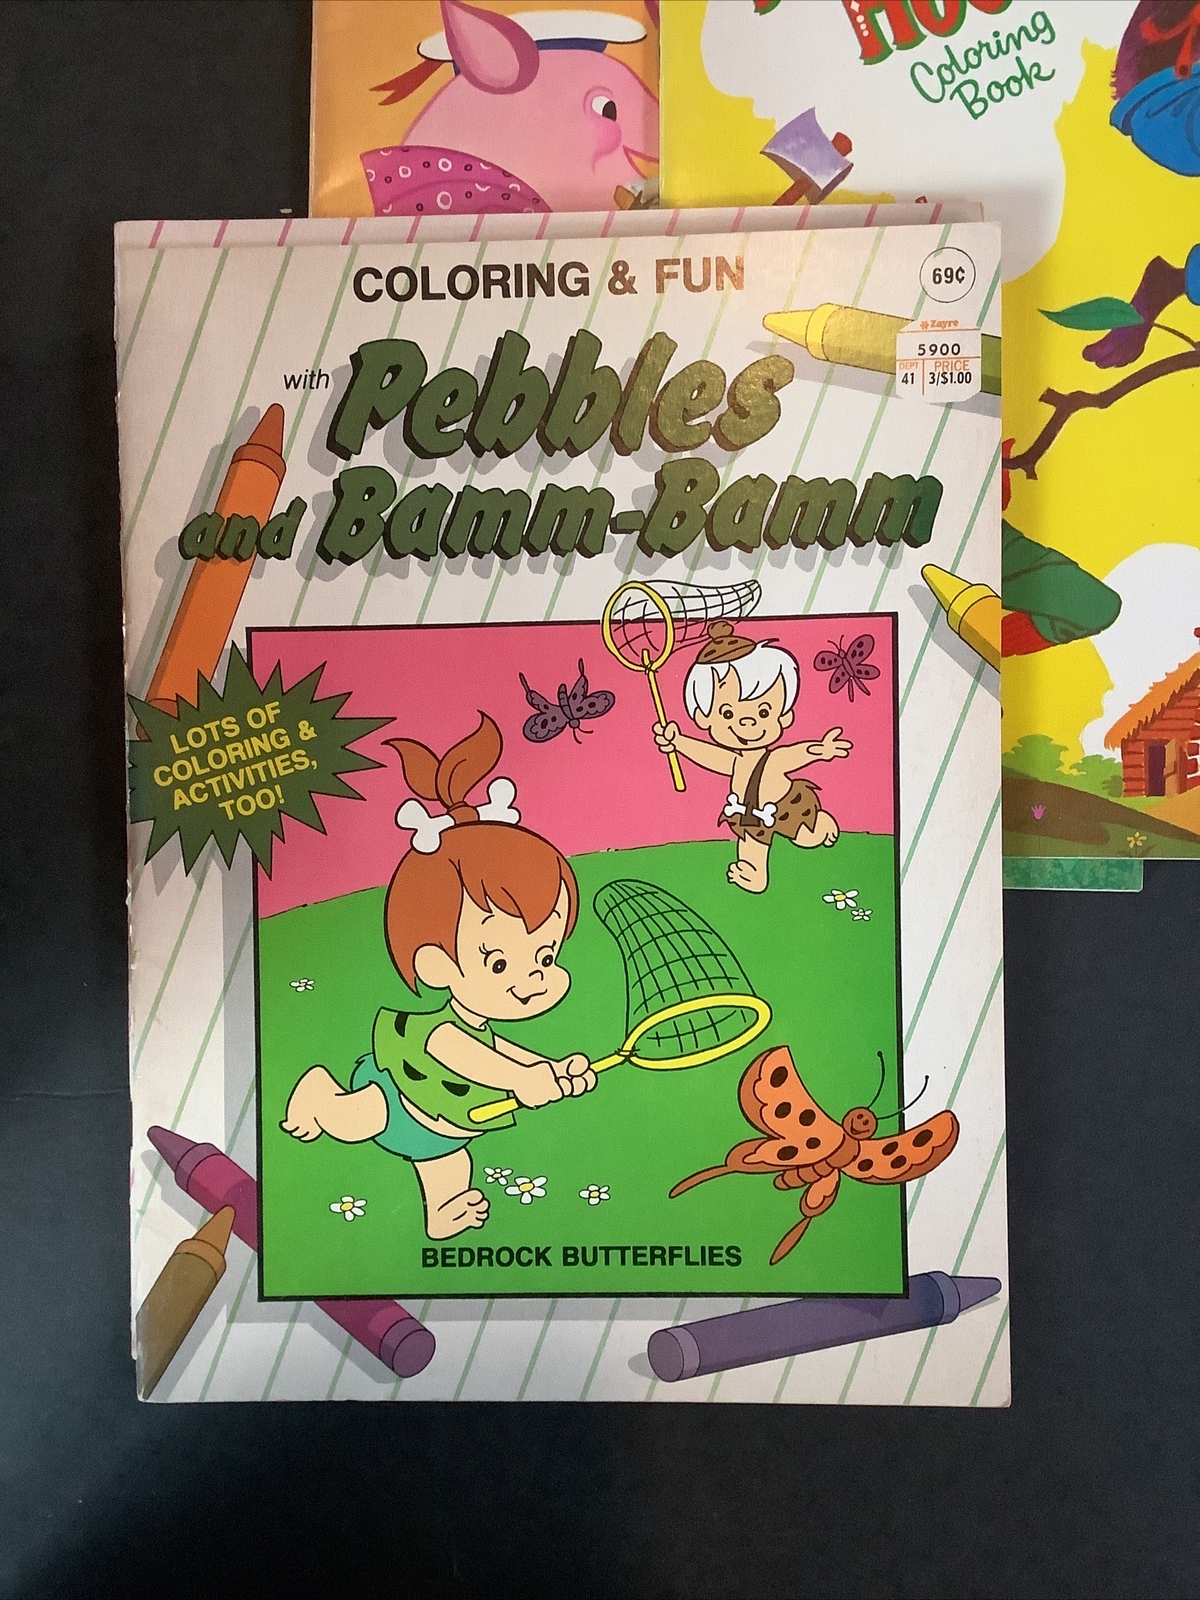 Coloring
Book
COLORING & FUN
69¢
with Pebbles
and Bamm-Bamm
Zayre
5900
DEPT PRICE
41 3/$1.00
LOTS OF
COLORING &
ACTIVITIES,
TOO!
BEDROCK BUTTERFLIES